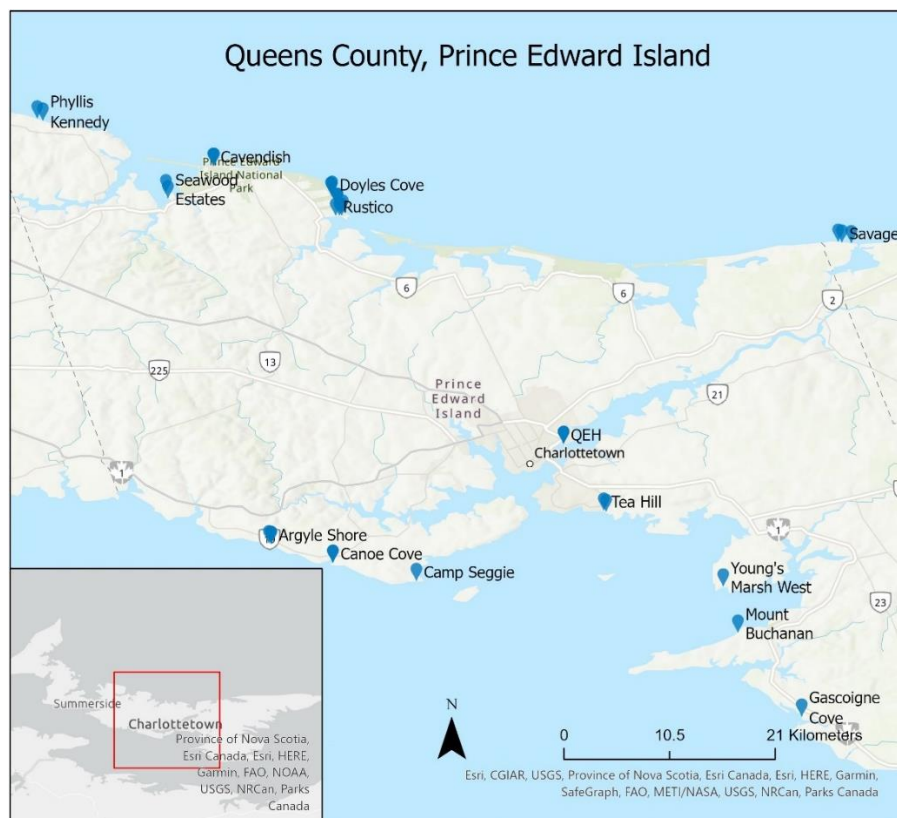 Queens County, Prince Edward Island
Phyllis
Kennedy
Cavendish
Prince Edward
Island National
Park
Seawood
Estates
Doyles Cove
Rustico
Savage
6
6
2
13
225
21
Prince
Edward
Island
QEH
Charlottetown
1
Tea Hill
1
Argyle Shore
Canoe Cove
Camp Seggie
Young's
Marsh West
23
Mount
Buchanan
Gascoigne
Cove
N
0 10.5 21 Kilometers
Esri, CGIAR, USGS, Province of Nova Scotia, Esri Canada, Esri, HERE, Garmin,
SafeGraph, FAO, METI/NASA, USGS, NRCan, Parks Canada
Summerside
Charlottetown
Province of Nova Scotia,
Esri Canada, Esri, HERE,
Garmin, FAO, NOAA,
USGS, NRCan, Parks
Canada